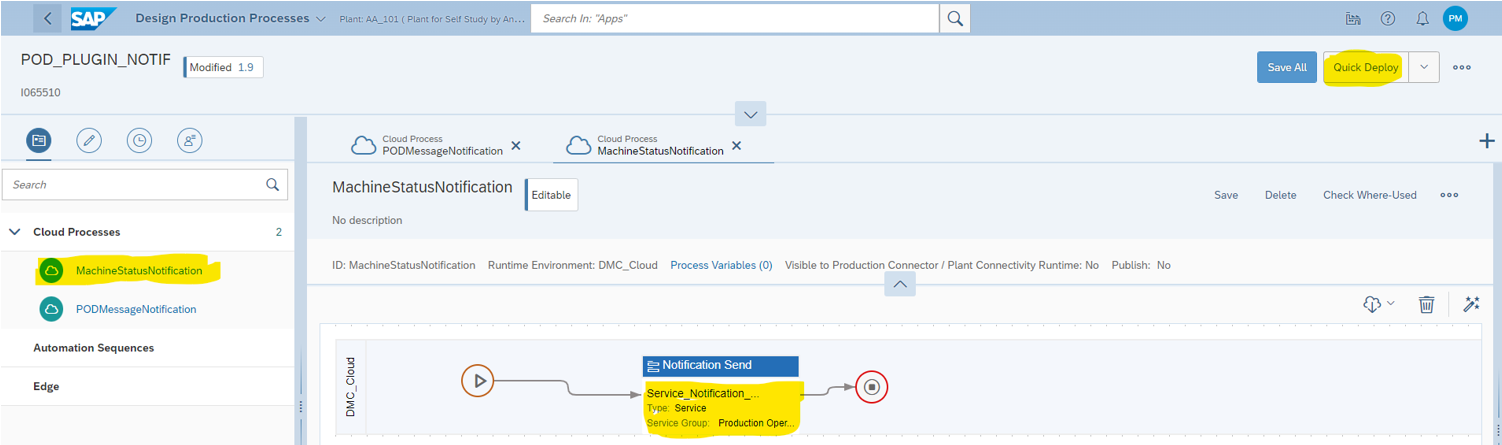 SAP Design Production Processes Plant: AA_101 ( Plant for Self Study by An... Search In: "Apps" PM
POD_PLUGIN_NOTIF Modified 1.9 Save All Quick Deploy
I065510
Cloud Process
PODMessageNotification
Cloud Process
MachineStatusNotification
Search
MachineStatusNotification Editable Save Delete Check Where-Used
No description
Cloud Processes 2
MachineStatusNotification
PODMessageNotification
Automation Sequences
Edge
ID: MachineStatusNotification Runtime Environment: DMC_Cloud Process Variables (0) Visible to Production Connector / Plant Connectivity Runtime: No Publish: No
DMC_Cloud
Notification Send
Service_Notification_...
Type: Service
Service Group: Production Oper...